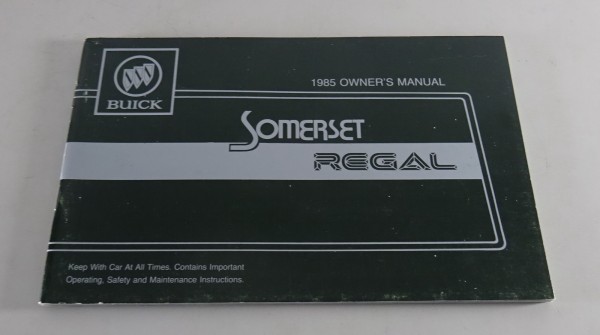 BUICK
1985 OWNER'S MANUAL
SOMERSET
REGAL
Keep With Car At All Times. Contains Important
Operating, Safety and Maintenance Instructions.